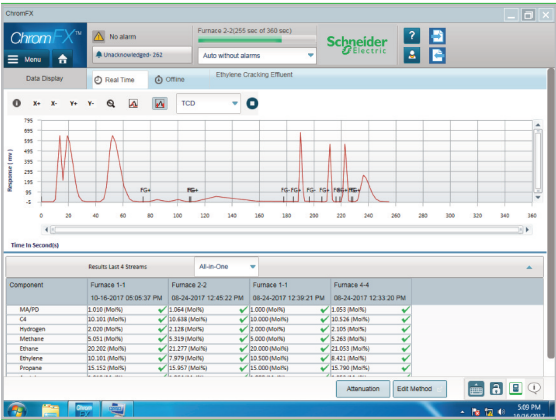 ChromFX
ChromFX™
No alarm
Furnace 2-2(255 sec of 360 sec)
Menu
Unacknowledged- 262
Auto without alarms
Schneider
Electric
Data Display
Real Time
Offline
Ethylene Cracking Effluent
X+ X- Y+ Y- TCD
795
695
595
495
395
295
195
95
-5
Response ( mv )
FG+ FG+ FG- FG+ FG- FG+
0 20 40 60 80 100 120 140 160 180 200 220 240 260 280 300 320 340 360
Time In Second(s)
Results Last 4 Streams
All-in-One
Component Furnace 1-1 Furnace 2-2 Furnace 1-1 Furnace 4-4
10-16-2017 05:05:37 PM 08-24-2017 12:45:22 PM 08-24-2017 12:39:21 PM 08-24-2017 12:33:20 PM
MA/PD 1.010 (Mol%) 1.064 (Mol%) 1.000 (Mol%) 1.053 (Mol%)
C4 10.101 (Mol%) 10.638 (Mol%) 10.000 (Mol%) 10.526 (Mol%)
Hydrogen 2.020 (Mol%) 2.128 (Mol%) 2.000 (Mol%) 2.105 (Mol%)
Methane 5.051 (Mol%) 5.319 (Mol%) 5.000 (Mol%) 5.263 (Mol%)
Ethane 20.202 (Mol%) 21.277 (Mol%) 20.000 (Mol%) 21.053 (Mol%)
Ethylene 10.101 (Mol%) 7.979 (Mol%) 10.500 (Mol%) 8.421 (Mol%)
Propane 15.152 (Mol%) 15.957 (Mol%) 15.000 (Mol%) 15.790 (Mol%)
Attenuation
Edit Method
5:09 PM
10/16/2017